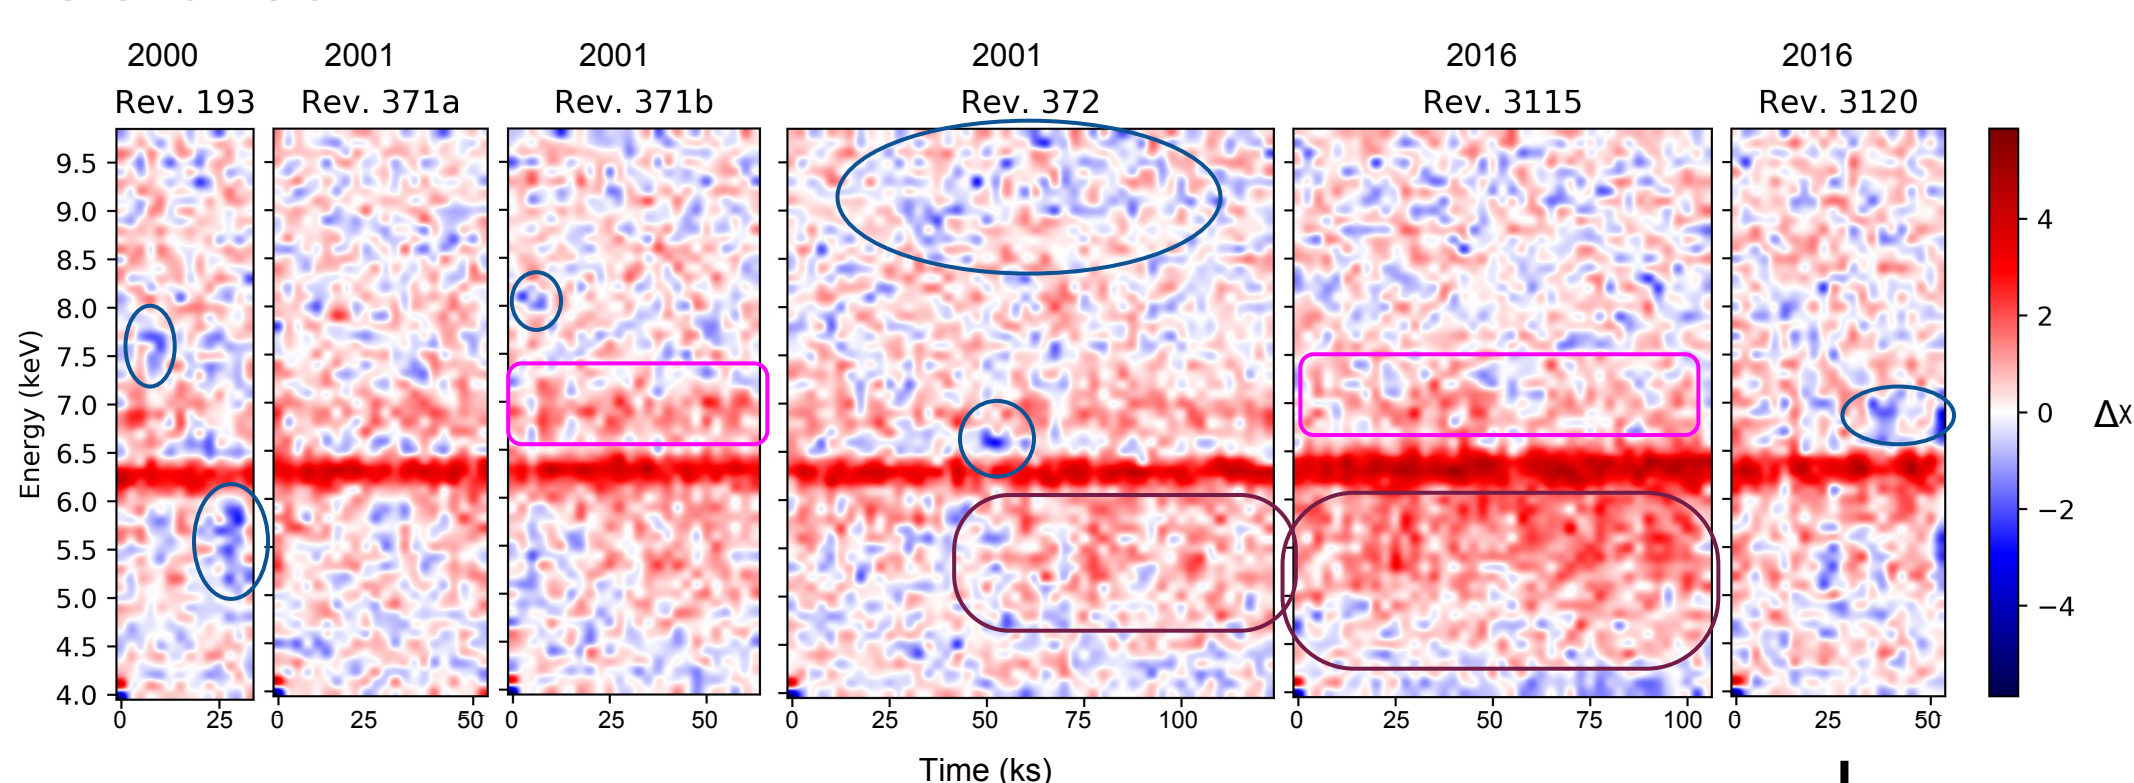 2000 2001 2001 2001 2016 2016
Rev. 193 Rev. 371a Rev. 371b Rev. 372 Rev. 3115 Rev. 3120
Energy (keV)
9.5
9.0
8.5
8.0
7.5
7.0
6.5
6.0
5.5
5.0
4.5
4.0
0 25 0 25 50 0 25 50 0 25 50 75 100 0 25 50 75 100 0 25 50
Time (ks)
4
2
0
−2
−4
Δχ